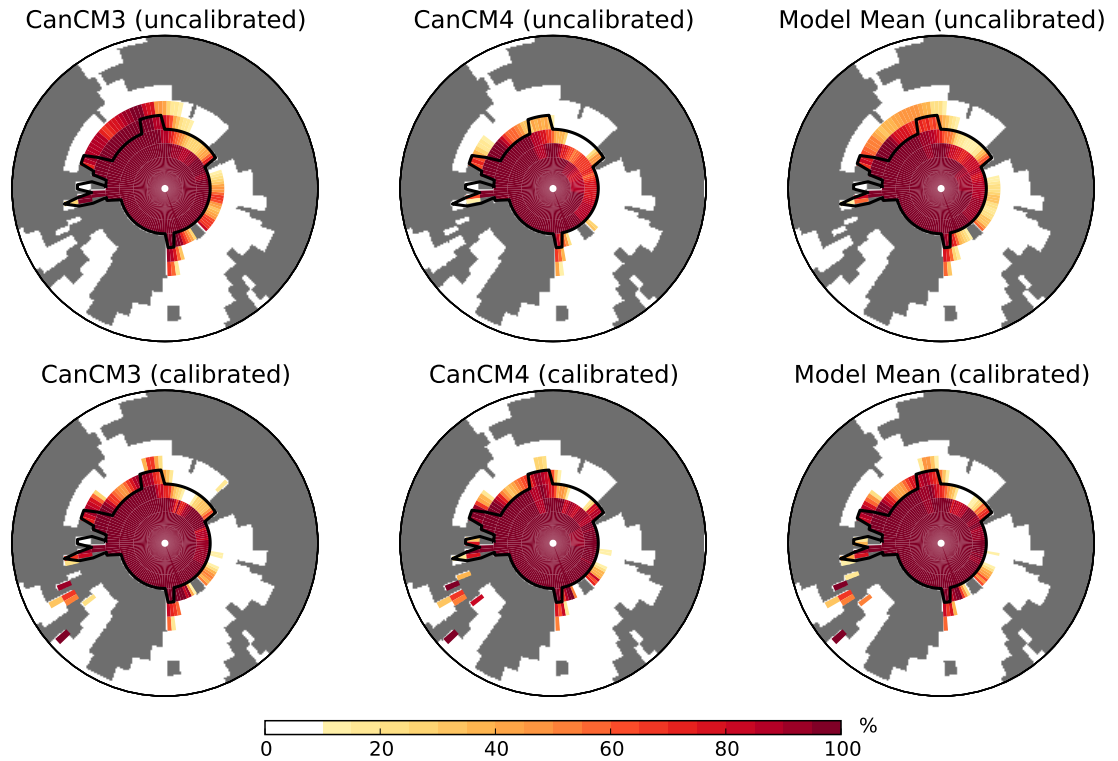 CanCM3 (uncalibrated)
CanCM4 (uncalibrated)
Model Mean (uncalibrated)
CanCM3 (calibrated)
CanCM4 (calibrated)
Model Mean (calibrated)
%
0 20 40 60 80 100